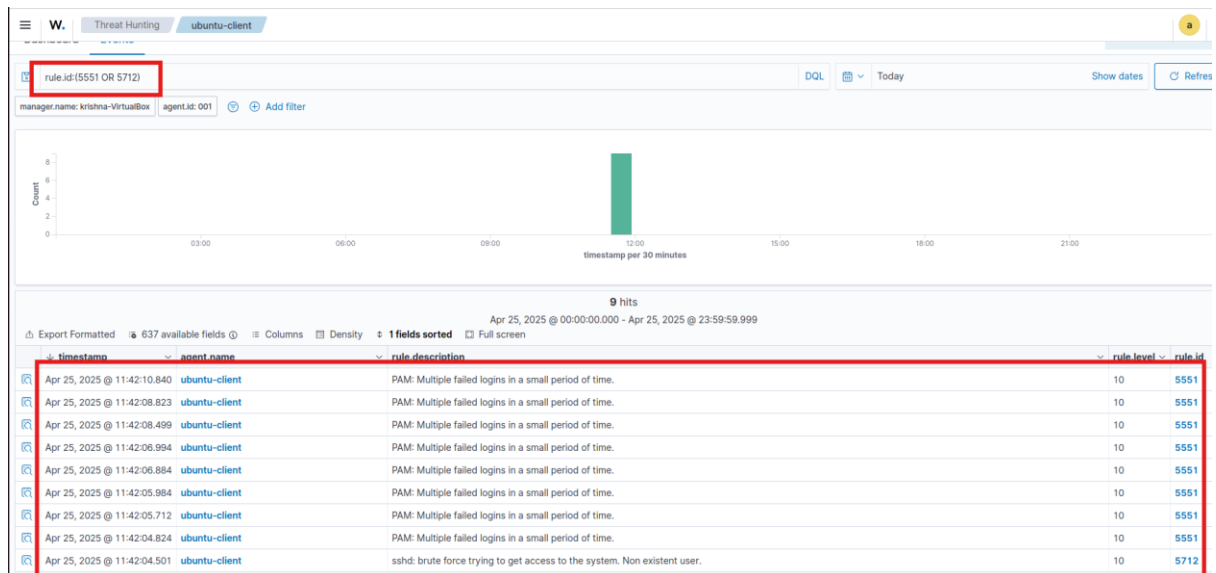 W. Threat Hunting ubuntu-client a
rule.id:(5551 OR 5712) DQL Today Show dates Refres
manager.name: krishna-VirtualBox agent.id: 001 Add filter
8
6
4
2
0
Count
03:00 06:00 09:00 12:00 15:00 18:00 21:00
timestamp per 30 minutes
9 hits
Apr 25, 2025 @ 00:00:00.000 - Apr 25, 2025 @ 23:59:59.999
Export Formatted 637 available fields Columns Density 1 fields sorted Full screen
timestamp agent.name rule.description rule.level rule.id
Apr 25, 2025 @ 11:42:10.840 ubuntu-client PAM: Multiple failed logins in a small period of time. 10 5551
Apr 25, 2025 @ 11:42:08.823 ubuntu-client PAM: Multiple failed logins in a small period of time. 10 5551
Apr 25, 2025 @ 11:42:08.499 ubuntu-client PAM: Multiple failed logins in a small period of time. 10 5551
Apr 25, 2025 @ 11:42:06.994 ubuntu-client PAM: Multiple failed logins in a small period of time. 10 5551
Apr 25, 2025 @ 11:42:06.884 ubuntu-client PAM: Multiple failed logins in a small period of time. 10 5551
Apr 25, 2025 @ 11:42:05.984 ubuntu-client PAM: Multiple failed logins in a small period of time. 10 5551
Apr 25, 2025 @ 11:42:05.712 ubuntu-client PAM: Multiple failed logins in a small period of time. 10 5551
Apr 25, 2025 @ 11:42:04.824 ubuntu-client PAM: Multiple failed logins in a small period of time. 10 5551
Apr 25, 2025 @ 11:42:04.501 ubuntu-client sshd: brute force trying to get access to the system. Non existent user. 10 5712